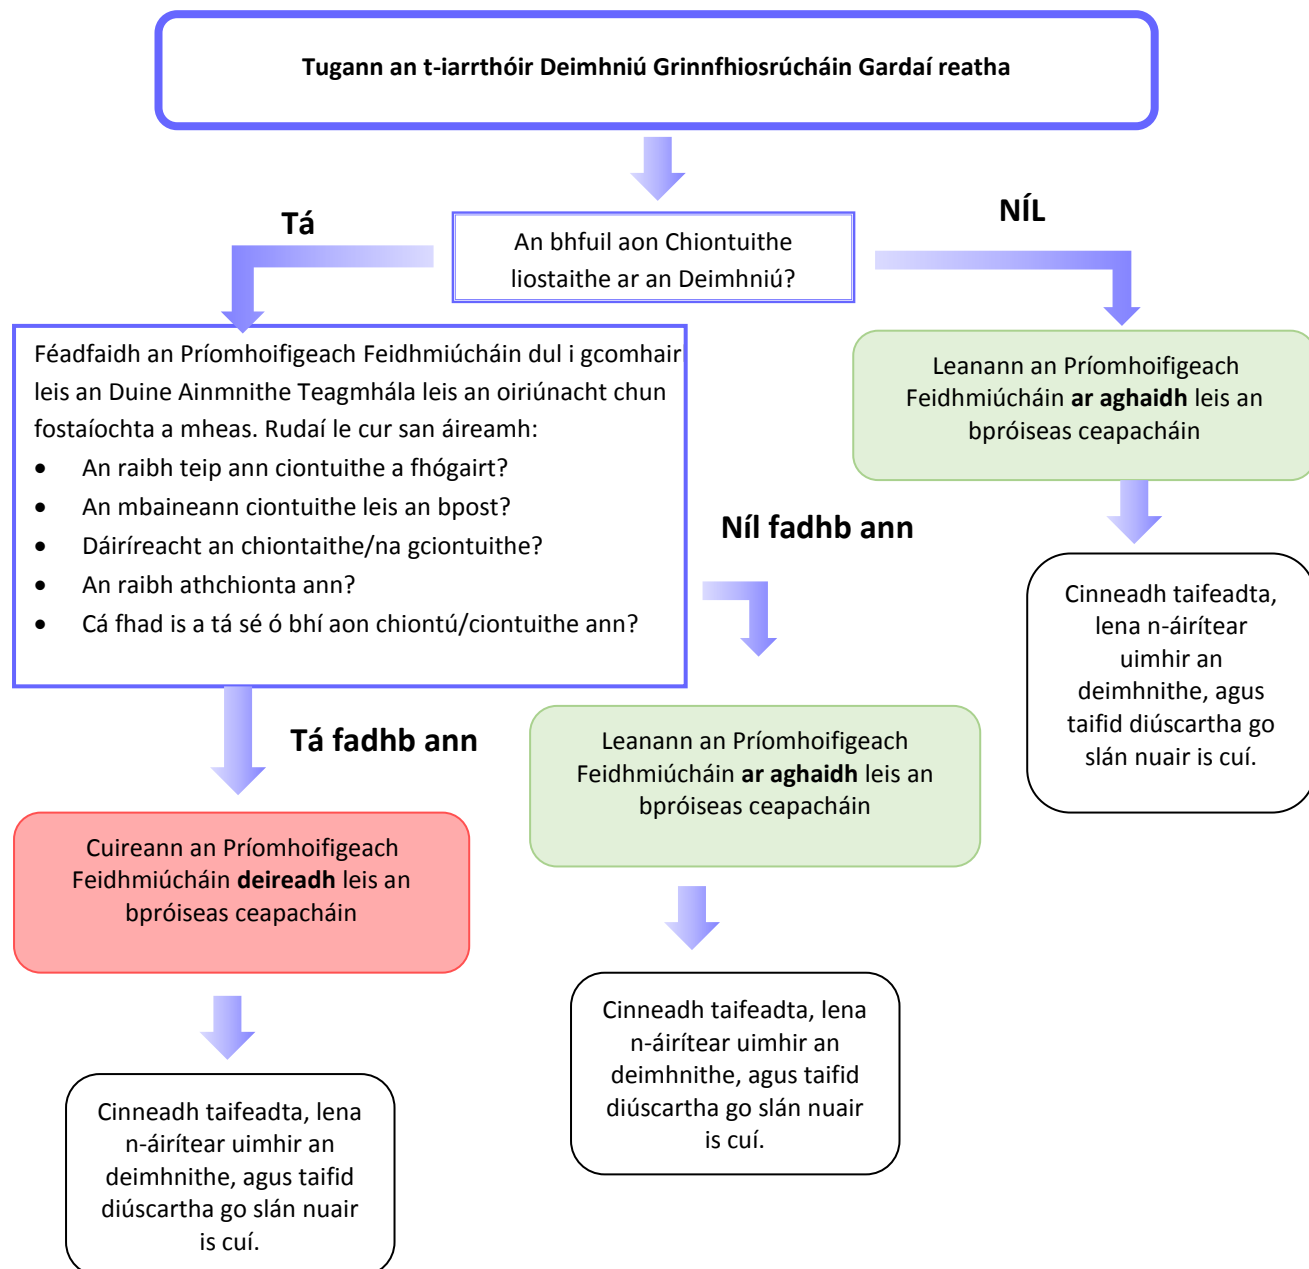 Tugann an t-iarrthóir Deimhniú Grinnfhiosrúcháin Gardaí reatha
Tá
NÍL
An bhfuil aon Chiontuithe
liostaithe ar an Deimhniú?
Féadfaidh an Príomhoifigeach Feidhmiúcháin dul i gcomhairl
leis an Duine Ainmnithe Teagmhála leis an oiriúnacht chun
fostaíochta a mheas. Rudaí le cur san áireamh:
• An raibh teip ann ciontuithe a fhógairt?
• An mbaineann ciontuithe leis an bpost?
• Dáiríreacht an chiontaithe/na gciontuithe?
• An raibh athchionta ann?
• Cá fhad is a tá sé ó bhí aon chiontú/ciontuithe ann?
Leanann an Príomhoifigeach
Feidhmiúcháin ar aghaidh leis an
bpróiseas ceapacháin
Níl fadhb ann
Cinneadh taifeadta,
lena n-áirítear
uimhir an
deimhnithe, agus
taifid diúscartha go
slán nuair is cuí.
Tá fadhb ann
Leanann an Príomhoifigeach
Feidhmiúcháin ar aghaidh leis an
bpróiseas ceapacháin
Cuireann an Príomhoifigeach
Feidhmiúcháin deireadh leis an
bpróiseas ceapacháin
Cinneadh taifeadta, lena
n-áirítear uimhir an
deimhnithe, agus taifid
diúscartha go slán nuair
is cuí.
Cinneadh taifeadta, lena
n-áirítear uimhir an
deimhnithe, agus taifid
diúscartha go slán nuair
is cuí.